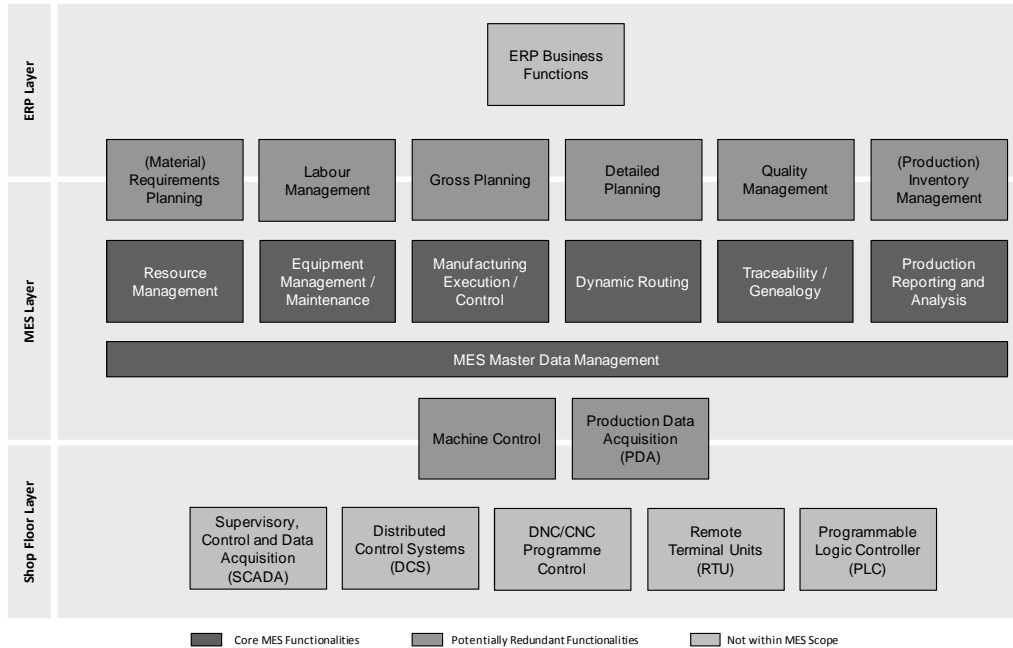 ERP Layer
ERP Business
Functions
(Material)
Requirements
Planning
Labour
Management
Gross Planning
Detailed
Planning
Quality
Management
(Production)
Inventory
Management
MES Layer
Resource
Management
Equipment
Management /
Maintenance
Manufacturing
Execution /
Control
Dynamic Routing
Traceability /
Genealogy
Production
Reporting and
Analysis
MES Master Data Management
Machine Control
Production Data
Acquisition
(PDA)
Shop Floor Layer
Supervisory,
Control and Data
Acquisition
(SCADA)
Distributed
Control Systems
(DCS)
DNC/CNC
Programme
Control
Remote
Terminal Units
(RTU)
Programmable
Logic Controller
(PLC)
Core MES Functionalities
Potentially Redundant Functionalities
Not within MES Scope